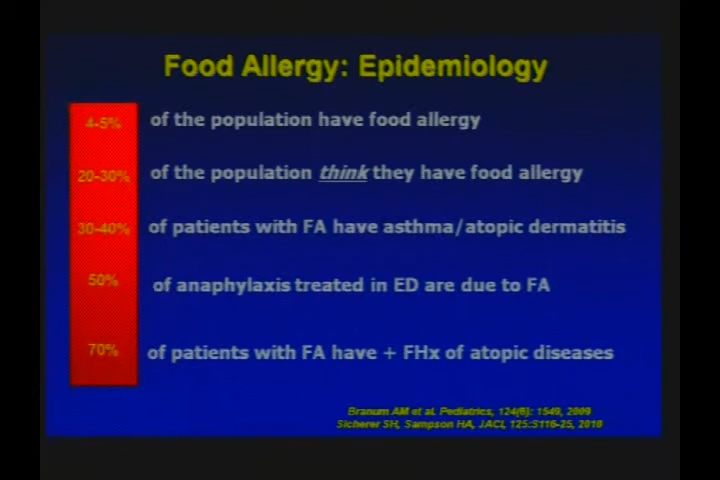 Food Allergy: Epidemiology
4-5% of the population have food allergy
20-30% of the population think they have food allergy
30-40% of patients with FA have asthma/atopic dermatitis
50% of anaphylaxis treated in ED are due to FA
70% of patients with FA have + FHx of atopic diseases
Branum AM et al. Pediatrics, 124(6): 1549, 2009
Sicherer SH, Sampson HA, JACI, 125:S116-25, 2010